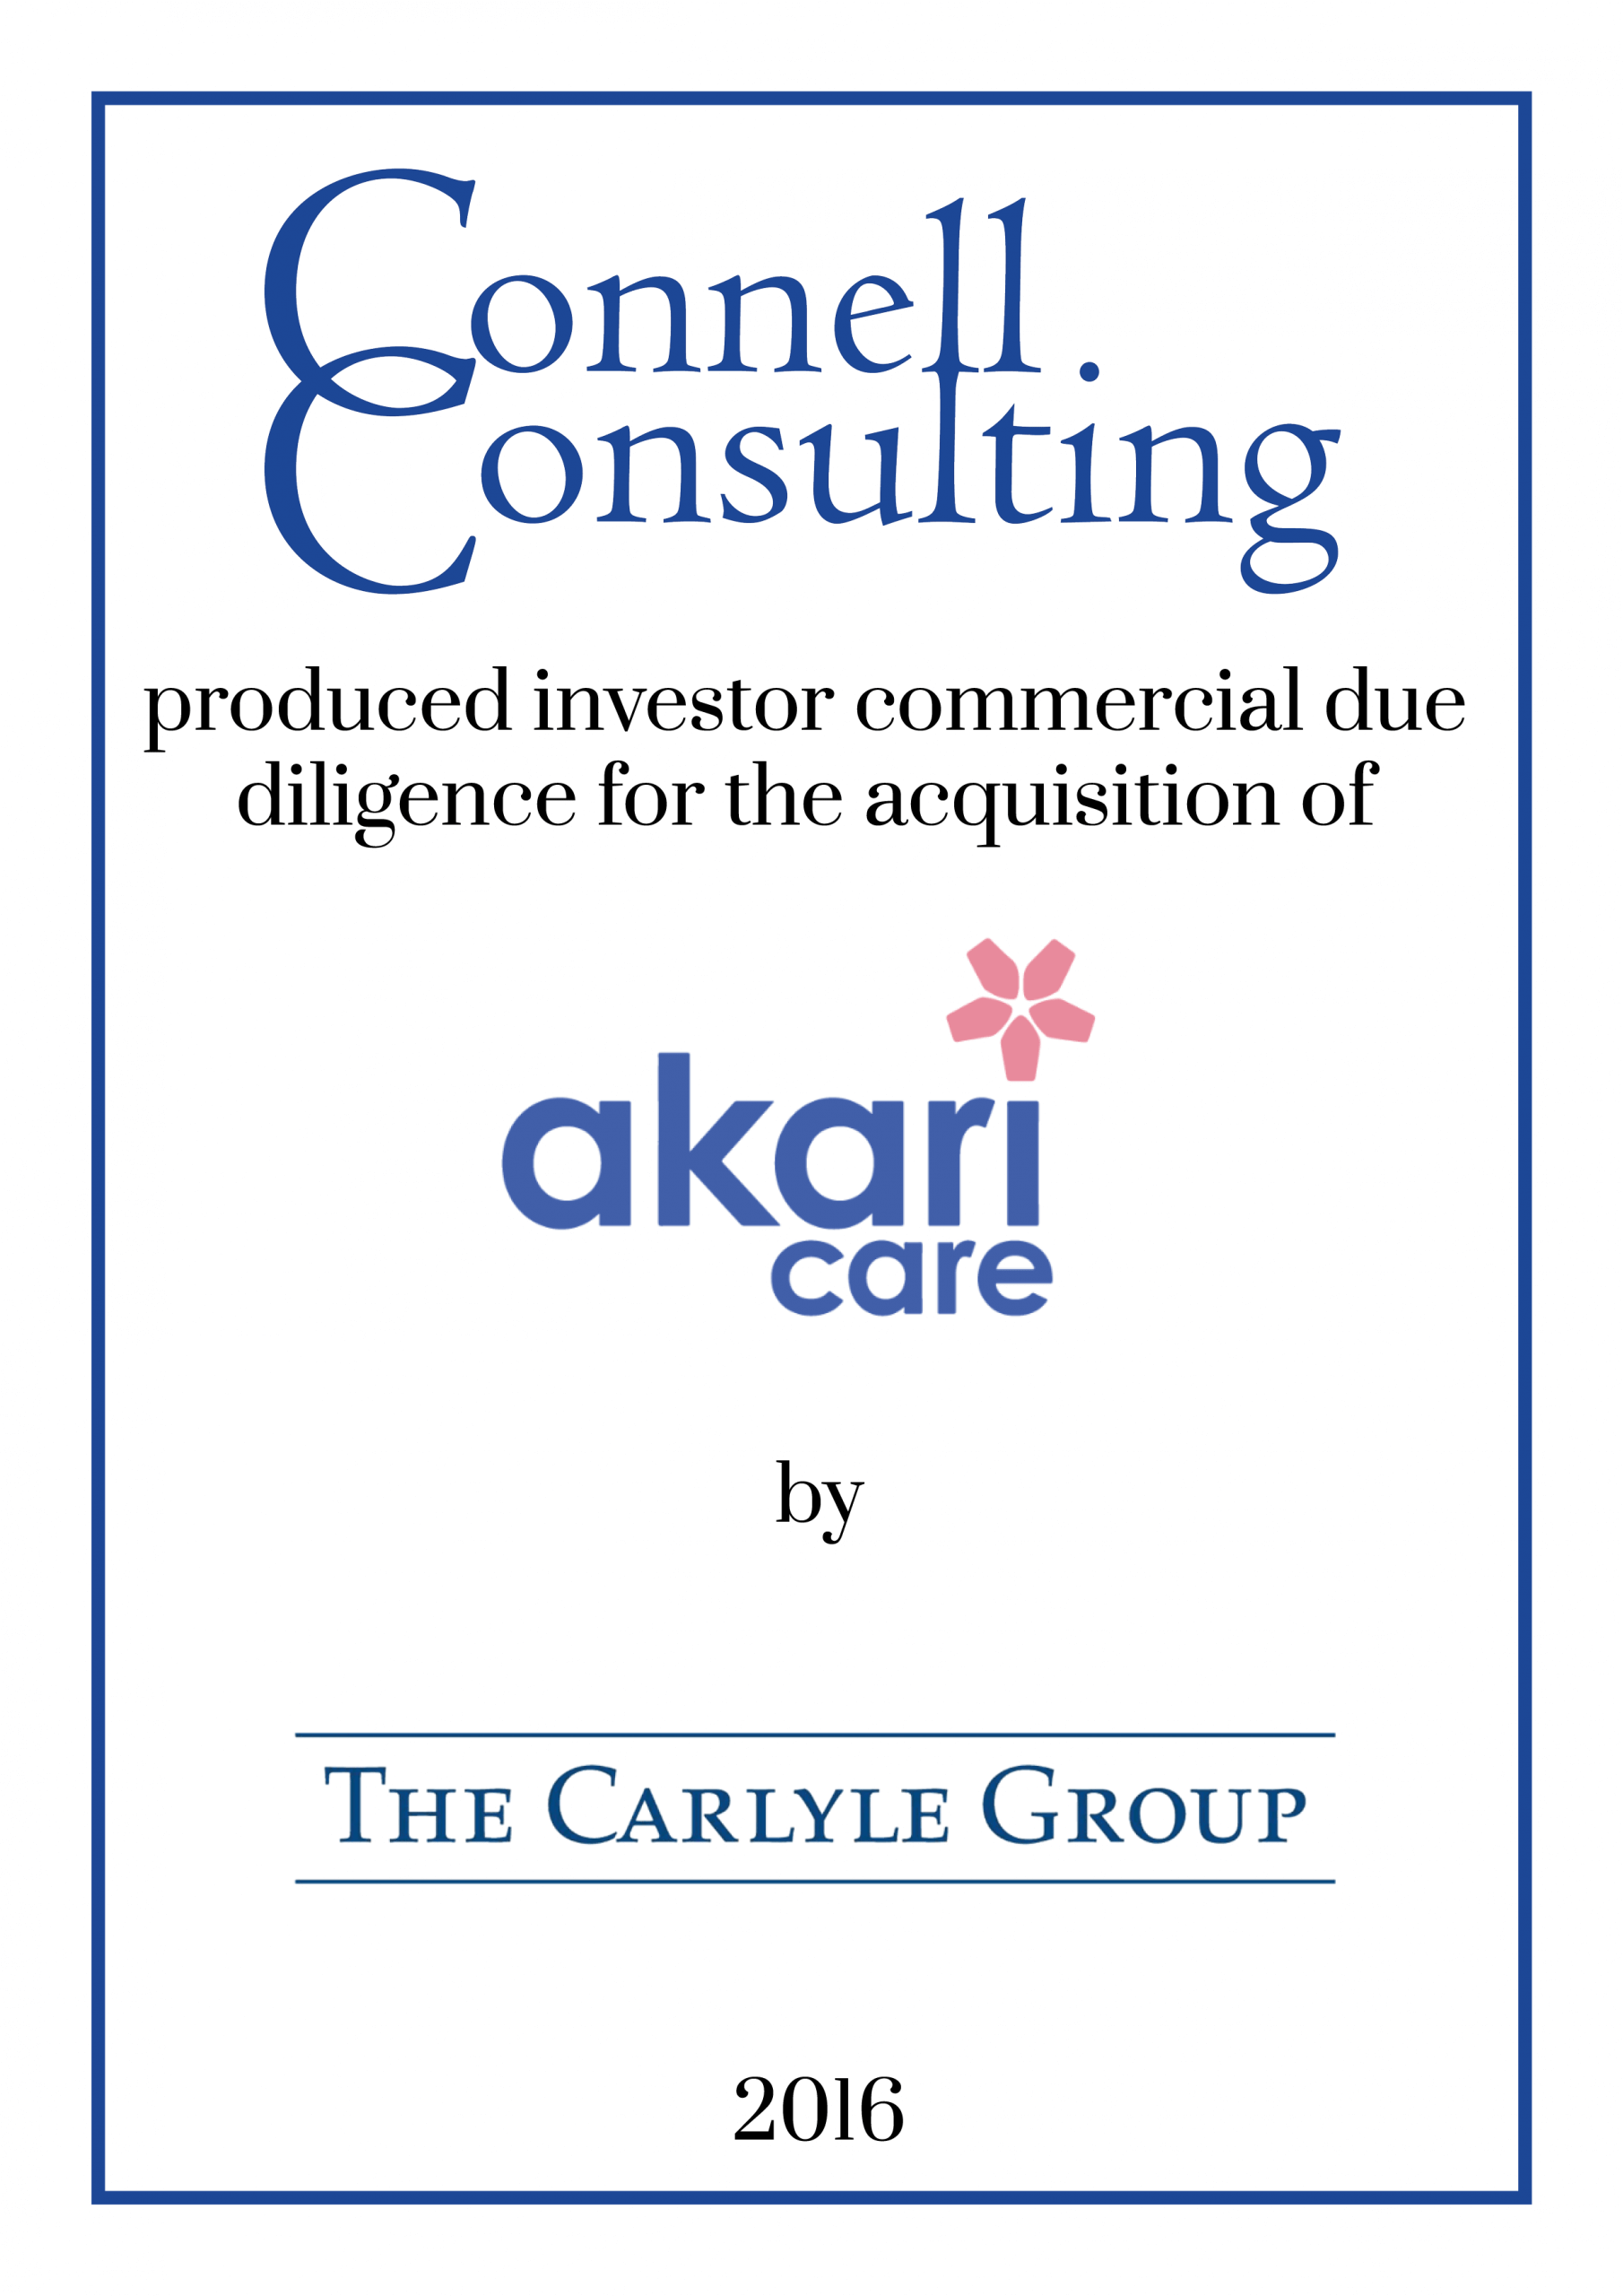 Connell
Consulting
produced investor commercial due
diligence for the acquisition of
akari
care
by
THE CARLYLE GROUP
2016